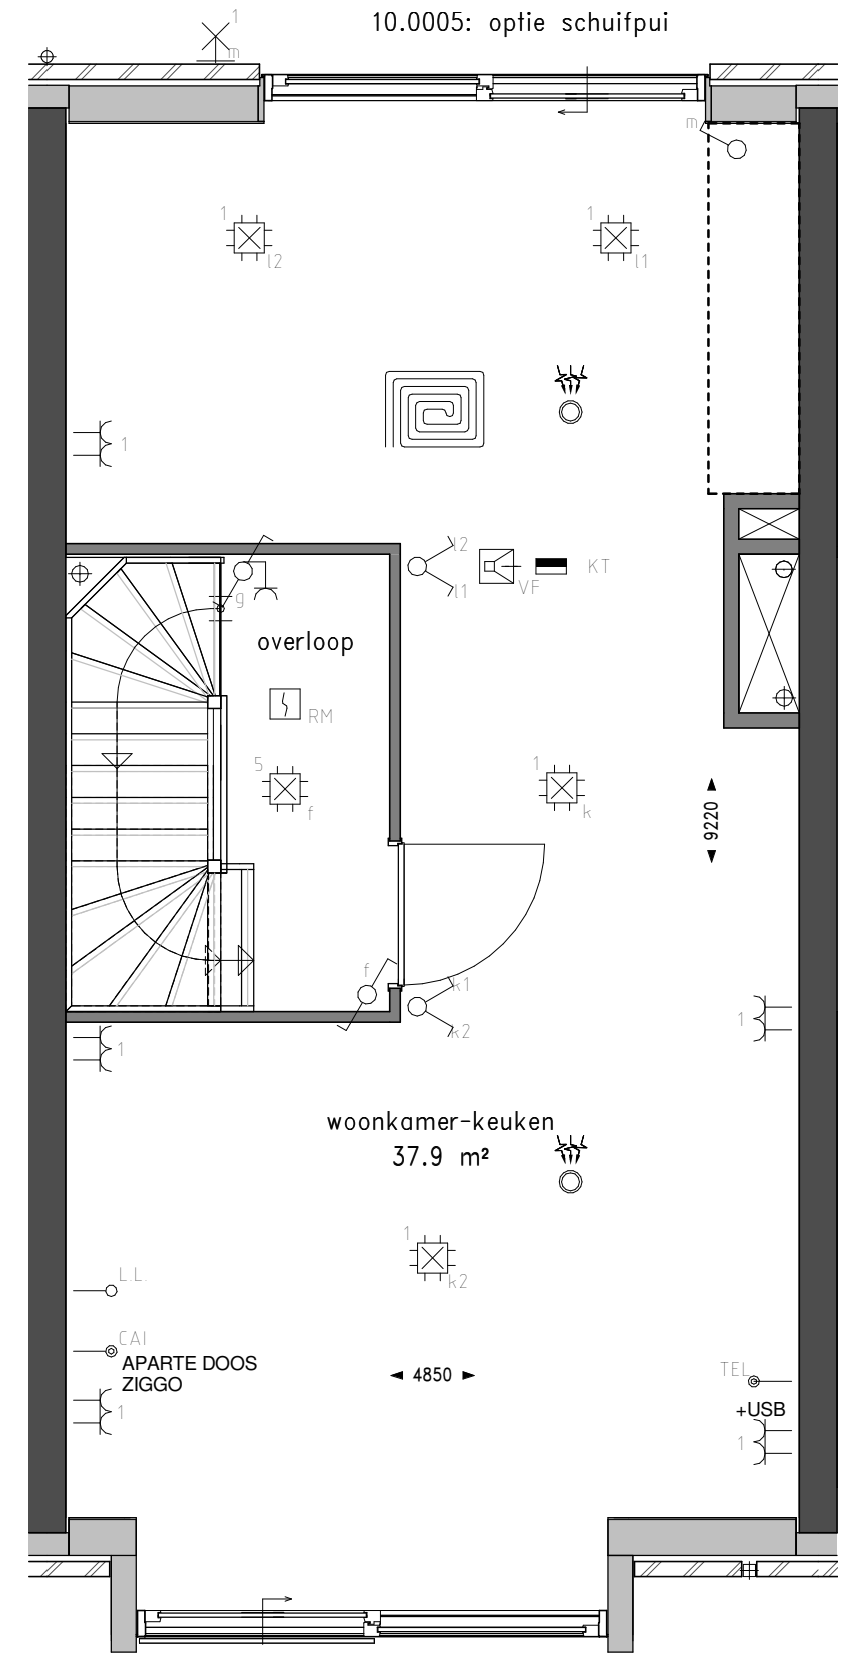 10.0005: optie schuifpui
1
m
m
1
l2
1
l1
1
l2
l1
VF
KT
g
overloop
RM
5
f
1
k
9220
f
k1
k2
1
1
woonkamer-keuken
37.9 m²
1
k2
L.L.
CAI
APARTE DOOS
ZIGGO
4850
TEL
+USB
1
1